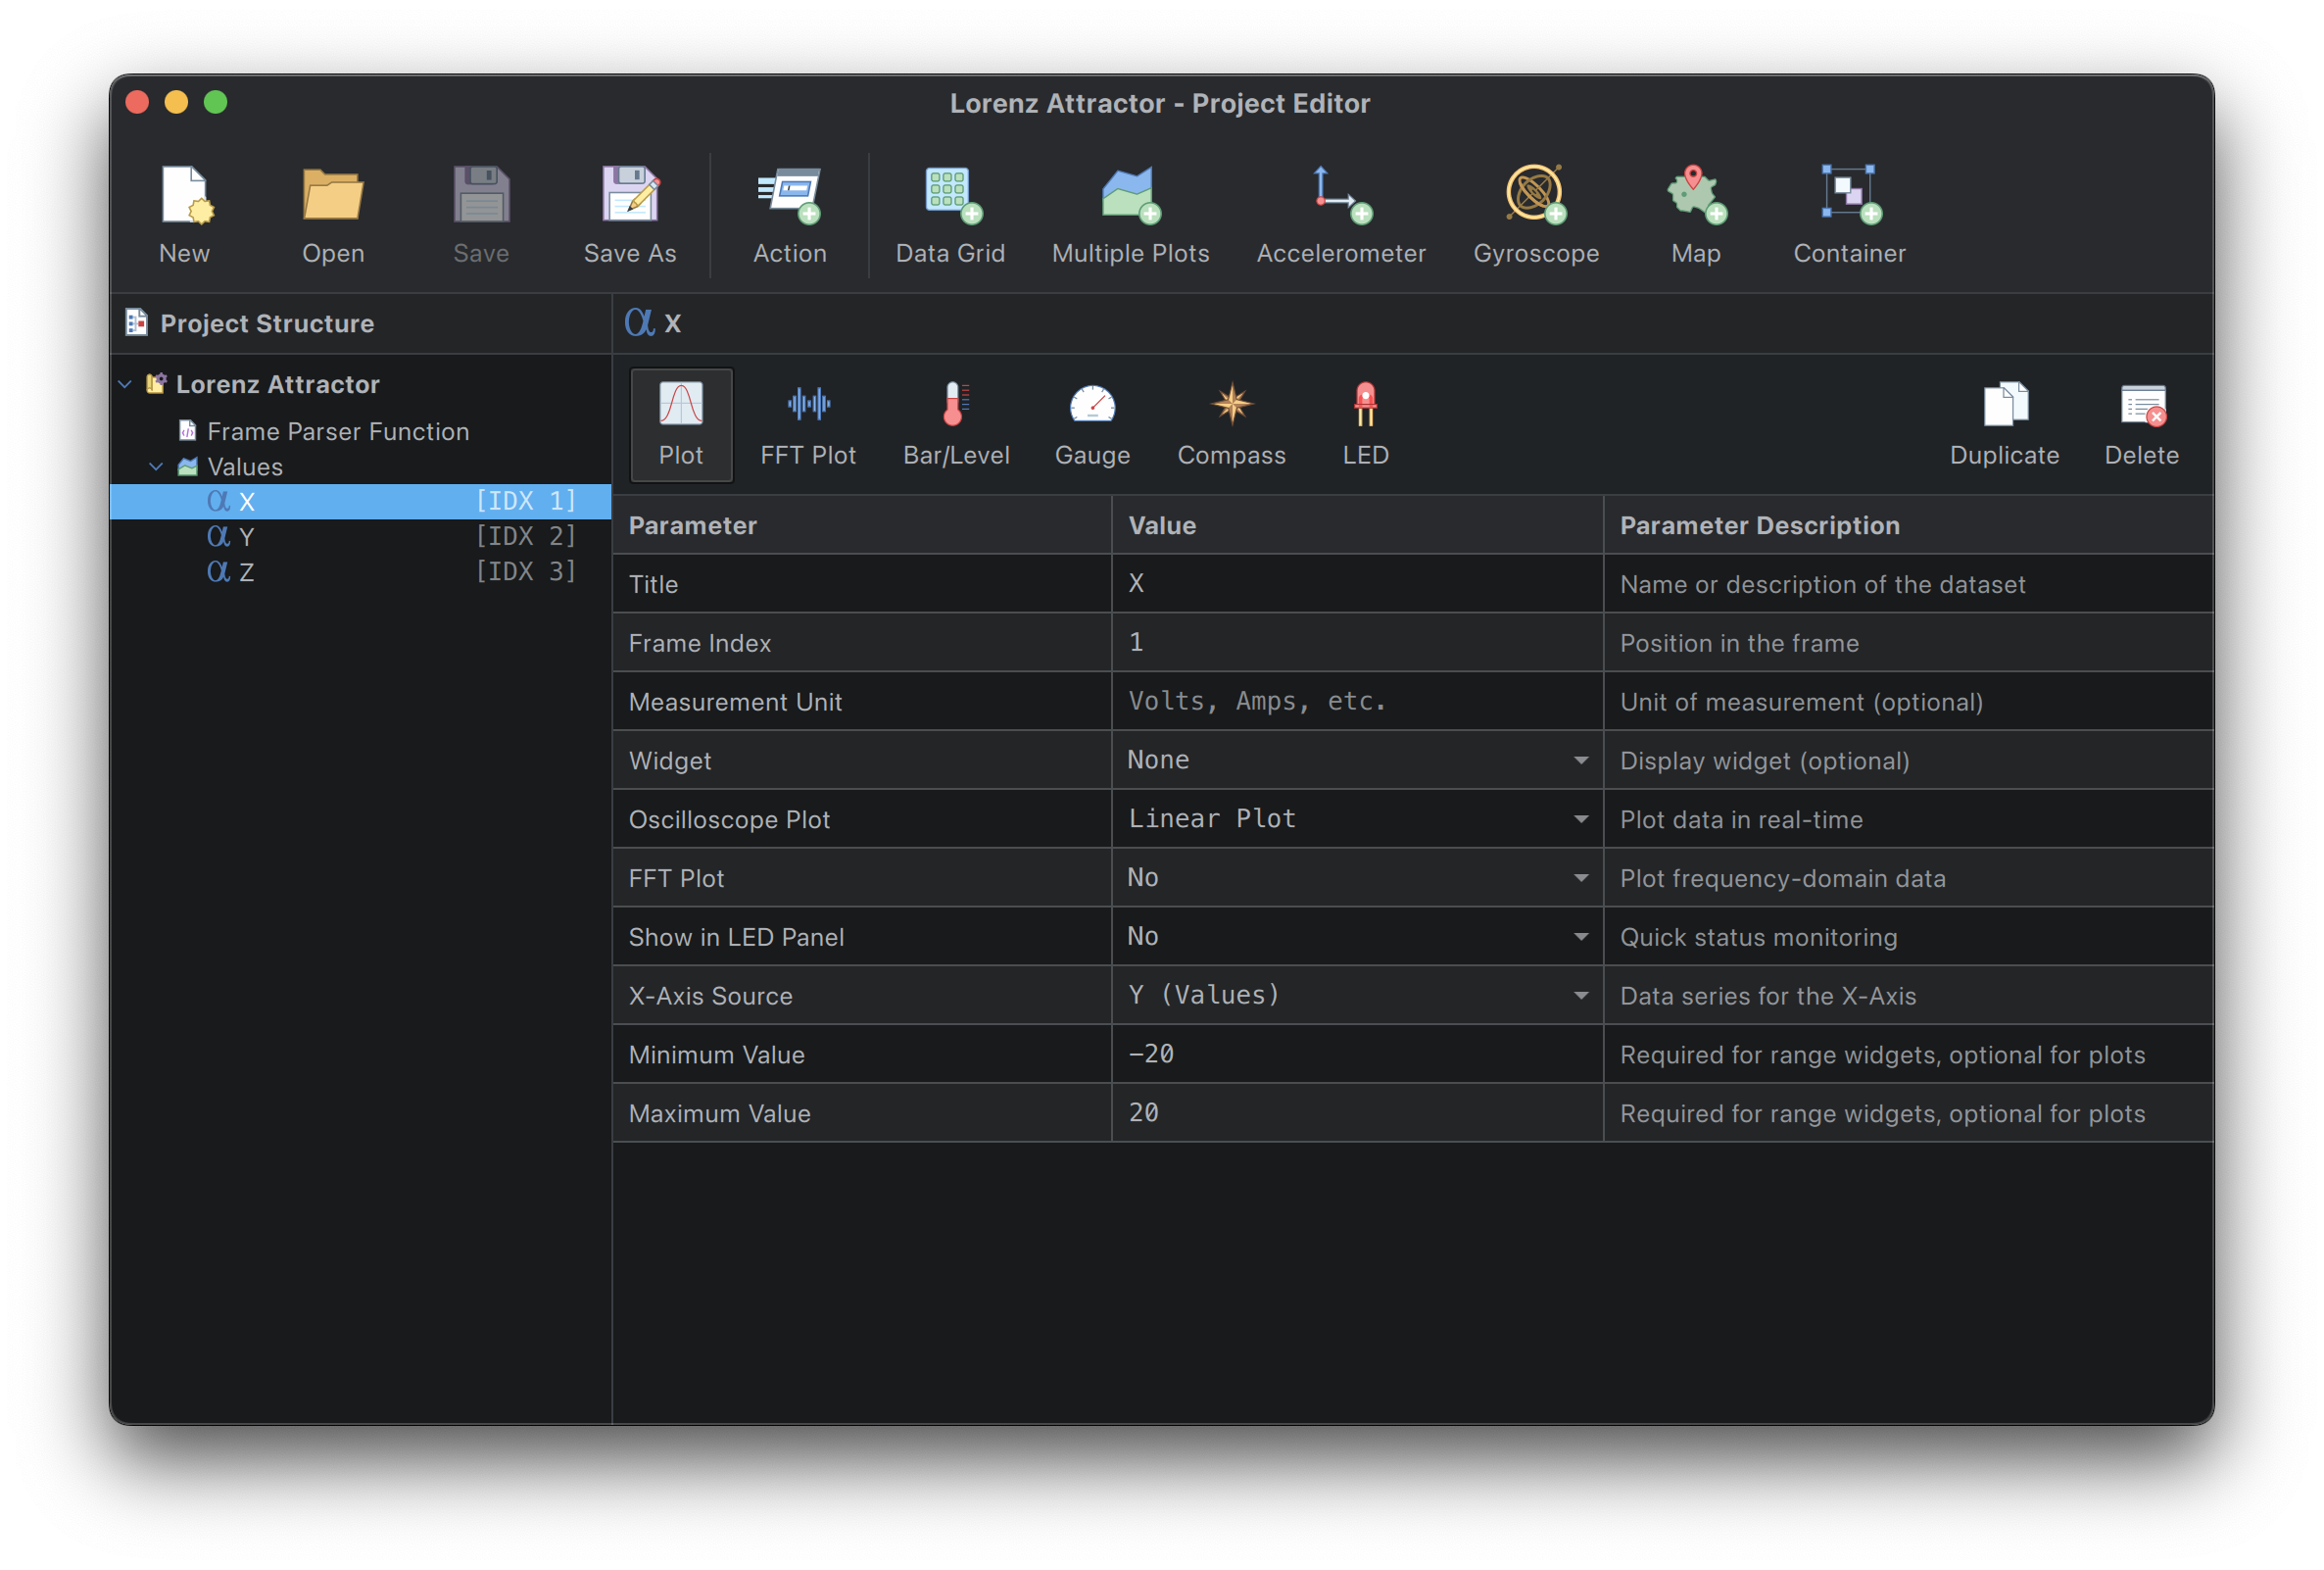 Lorenz Attractor - Project Editor
New
Open
Save
Save As
Action
Data Grid
Multiple Plots
Accelerometer
Gyroscope
Map
Container
Project Structure
Lorenz Attractor
Frame Parser Function
Values
α X [IDX 1]
α Y [IDX 2]
α Z [IDX 3]
α X
Plot
FFT Plot
Bar/Level
Gauge
Compass
LED
Duplicate
Delete
Parameter Value Parameter Description
Title X Name or description of the dataset
Frame Index 1 Position in the frame
Measurement Unit Volts, Amps, etc. Unit of measurement (optional)
Widget None Display widget (optional)
Oscilloscope Plot Linear Plot Plot data in real-time
FFT Plot No Plot frequency-domain data
Show in LED Panel No Quick status monitoring
X-Axis Source Y (Values) Data series for the X-Axis
Minimum Value −20 Required for range widgets, optional for plots
Maximum Value 20 Required for range widgets, optional for plots